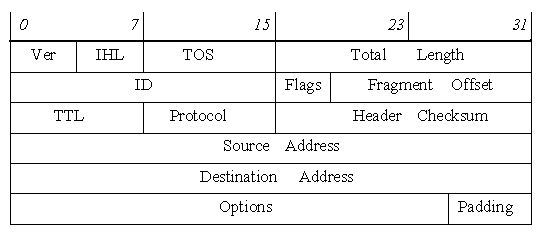 0 7 15 23 31
Ver IHL TOS Total Length
ID Flags Fragment Offset
TTL Protocol Header Checksum
Source Address
Destination Address
Options Padding